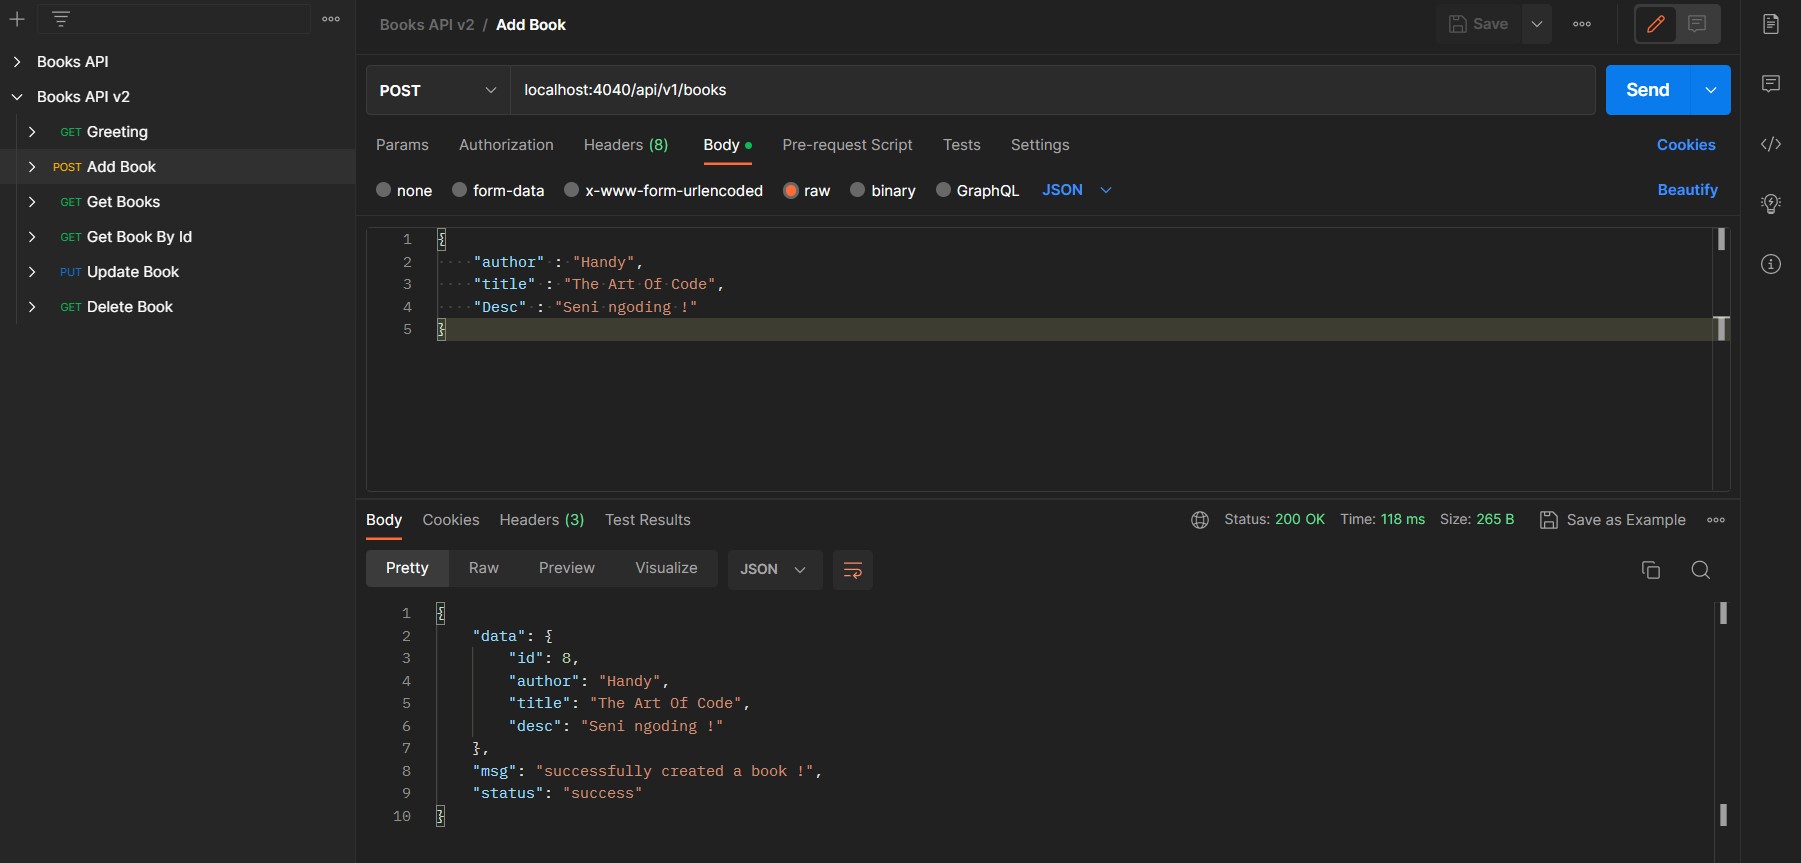 Books API
Books API v2
GET Greeting
POST Add Book
GET Get Books
GET Get Book By Id
PUT Update Book
GET Delete Book
Books API v2 / Add Book
Save
POST
localhost:4040/api/v1/books
Send
Params Authorization Headers (8) Body Pre-request Script Tests Settings Cookies
none form-data x-www-form-urlencoded raw binary GraphQL JSON Beautify
1 {
2 "author" : "Handy",
3 "title" : "The Art Of Code",
4 "Desc" : "Seni ngoding !"
5 }
Body Cookies Headers (3) Test Results Status: 200 OK Time: 118 ms Size: 265 B Save as Example
Pretty Raw Preview Visualize JSON
1 {
2 "data": {
3 "id": 8,
4 "author": "Handy",
5 "title": "The Art Of Code",
6 "desc": "Seni ngoding !"
7 },
8 "msg": "successfully created a book !",
9 "status": "success"
10 }